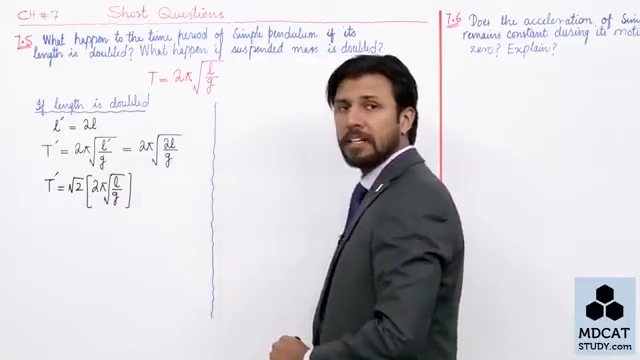 CH # 7 Short Questions
7.5 What happen to the time period of Simple pendulum if its
length is doubled? What happen if suspended mass is doubled?
T = 2π√(l/g)
If length is doubled
l' = 2l
T' = 2π√(l'/g) = 2π√(2l/g)
T' = √2 [2π√(l/g)]
7.6 Does the acceleration of
remains constant during its
zero? Explain?
MDCAT
STUDY.com